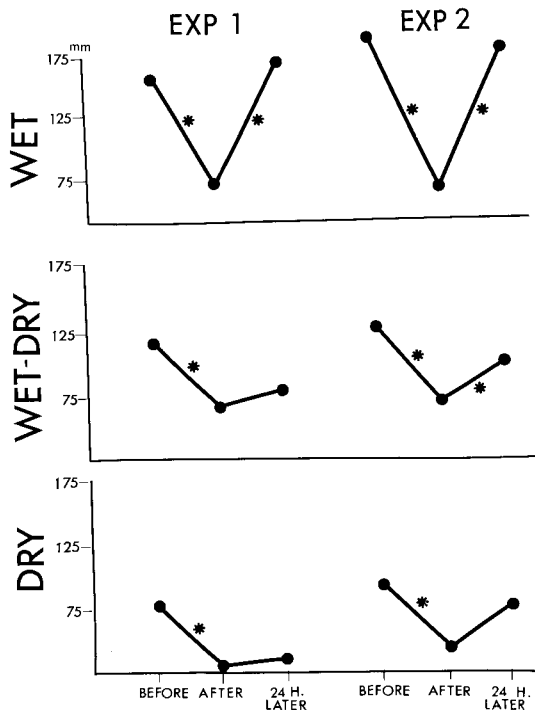 EXP 1 EXP 2
mm
175
125
75
WET
* *
* *
175
125
75
WET-DRY
*
* *
175
125
75
DRY
*
*
BEFORE AFTER 24 H. LATER
BEFORE AFTER 24 H. LATER